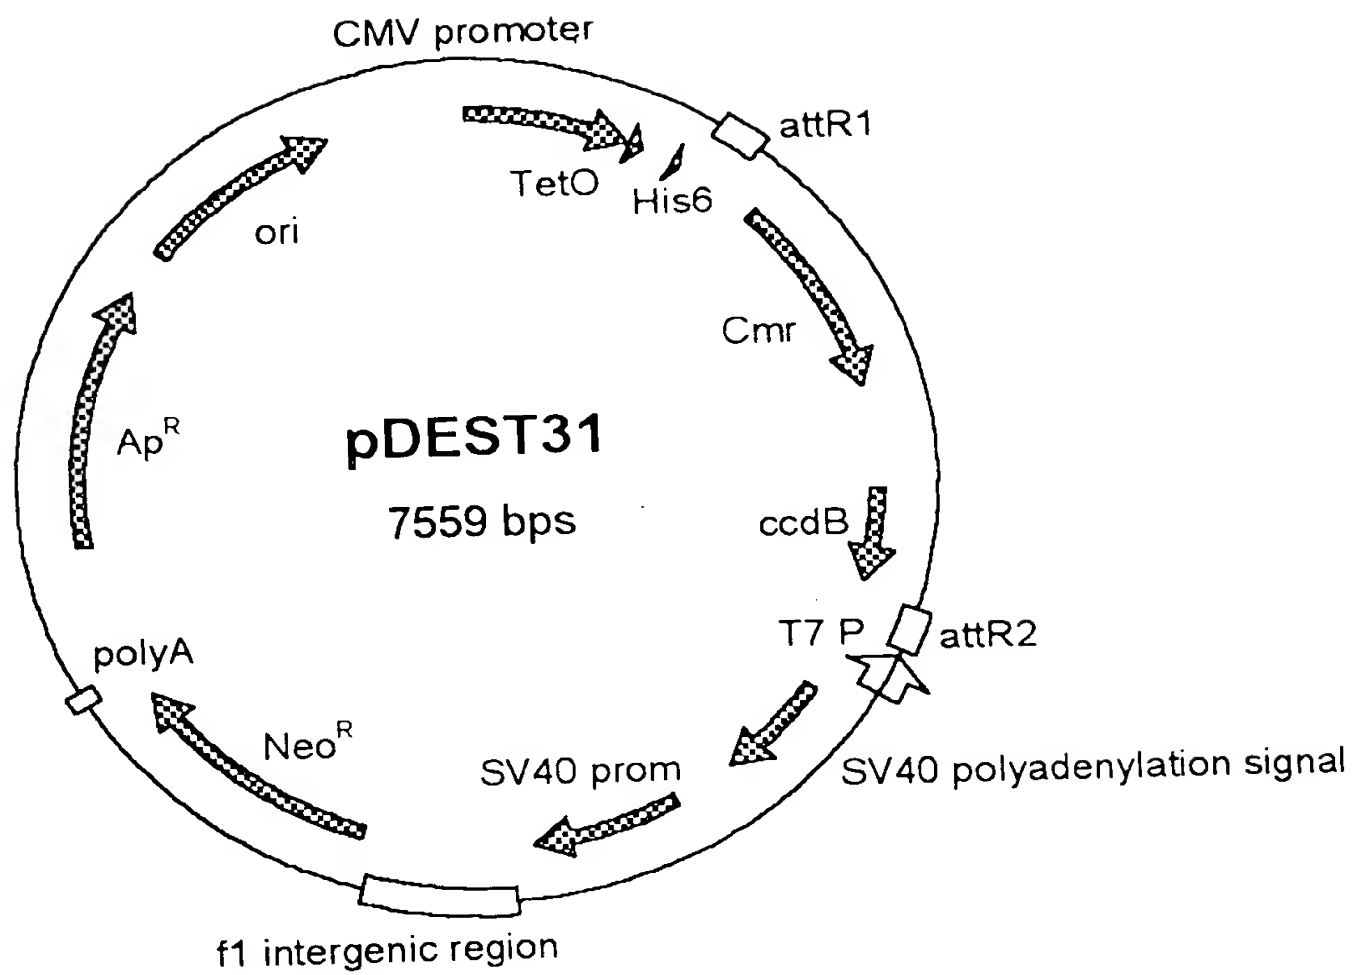 CMV promoter
attR1
TetO
His6
ori
Cmr
Ap^R
pDEST31
7559 bps
ccdB
T7 P
attR2
polyA
Neo^R
SV40 prom
SV40 polyadenylation signal
f1 intergenic region